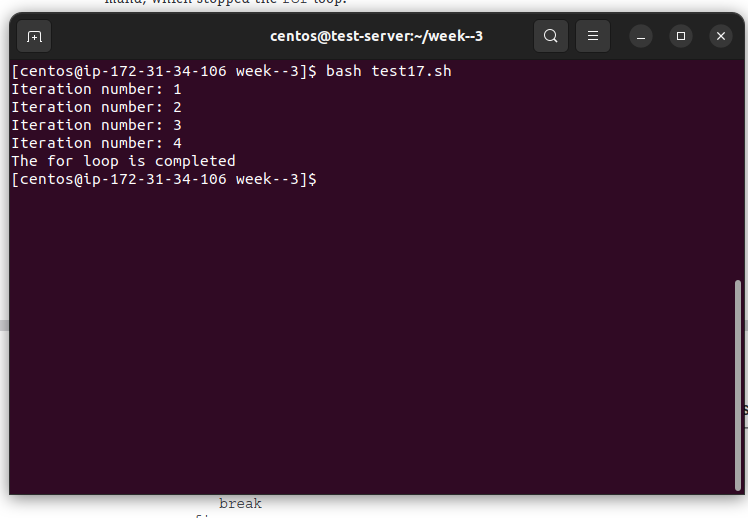 mand, which stopped the for loop.
centos@test-server:~/week--3
[centos@ip-172-31-34-106 week--3]$ bash test17.sh
Iteration number: 1
Iteration number: 2
Iteration number: 3
Iteration number: 4
The for loop is completed
[centos@ip-172-31-34-106 week--3]$
break